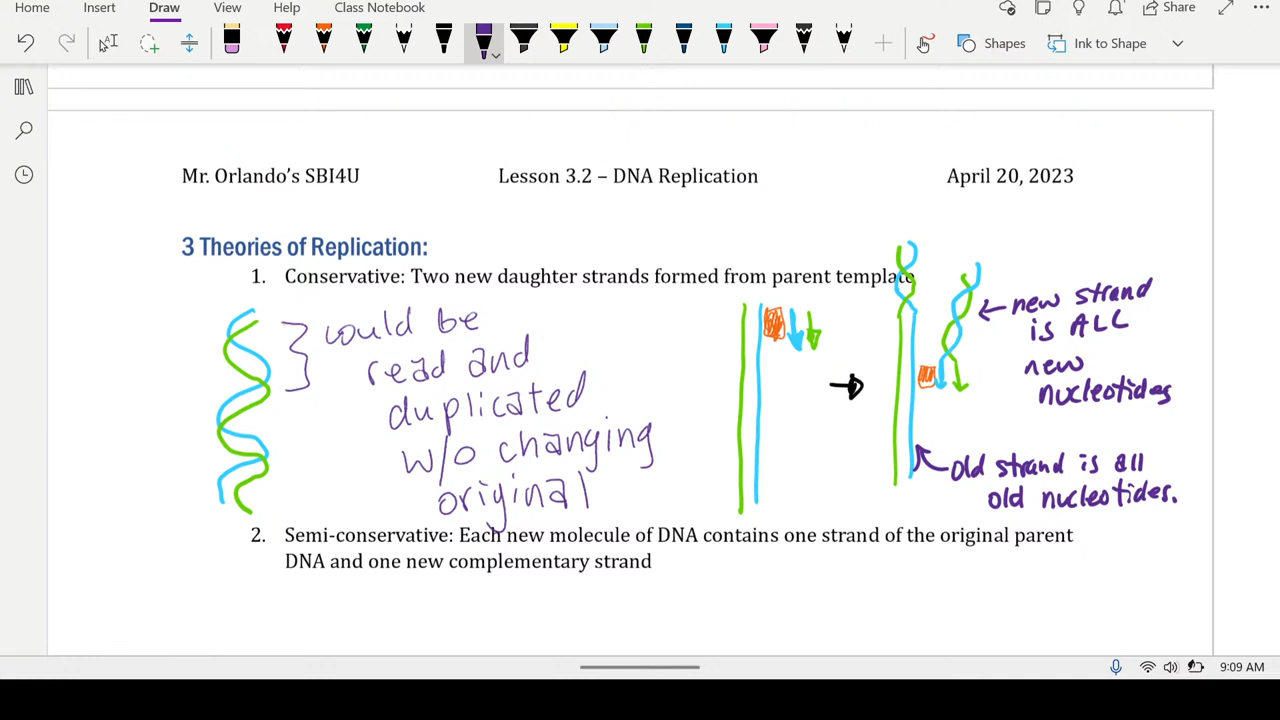 Home Insert Draw View Help Class Notebook
Share
Shapes
Ink to Shape
Mr. Orlando's SBI4U Lesson 3.2 – DNA Replication April 20, 2023
3 Theories of Replication:
1. Conservative: Two new daughter strands formed from parent template
could be
read and
duplicated
w/o changing
original
new strand
is ALL
new
nucleotides
Old strand is all
old nucleotides.
2. Semi-conservative: Each new molecule of DNA contains one strand of the original parent
DNA and one new complementary strand
9:09 AM